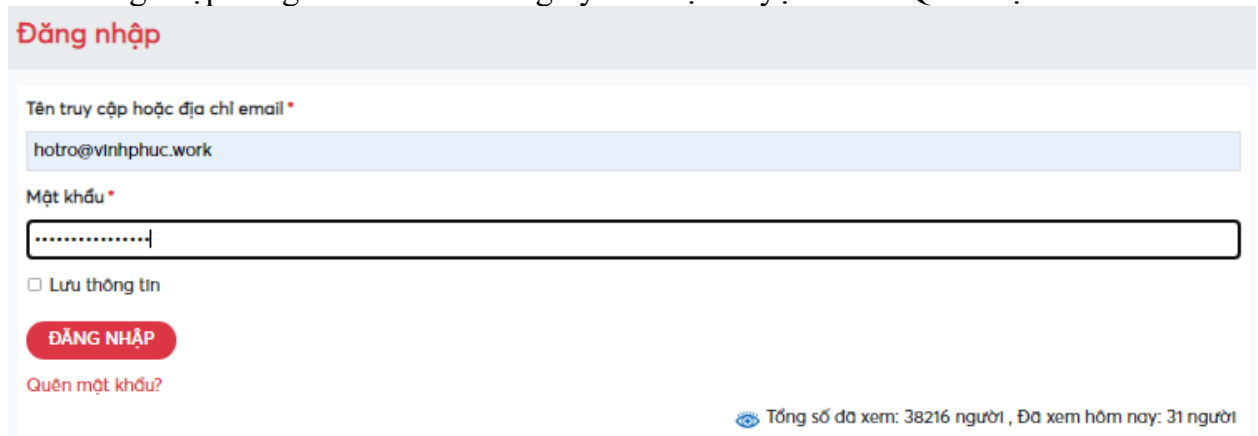 Đăng nhập
Tên truy cập hoặc địa chỉ email *
hotro@vinhphuc.work
Mật khẩu *
••••••••••••••••
Lưu thông tin
ĐĂNG NHẬP
Quên mật khẩu?
Tổng số đã xem: 38216 người , Đã xem hôm nay: 31 người